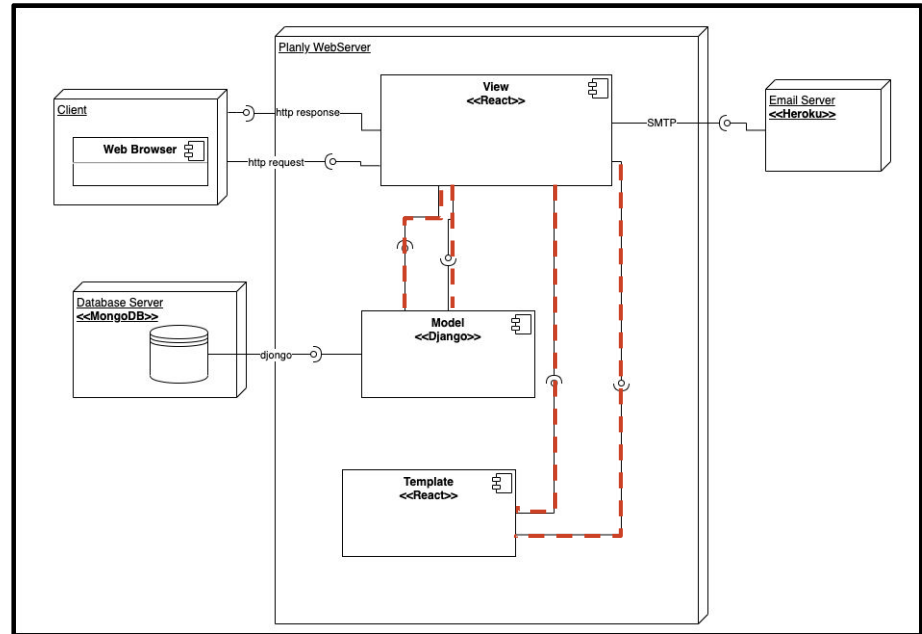 Planly WebServer
View
<<React>>
Client
Web Browser
http response
http request
SMTP
Email Server
<<Heroku>>
Database Server
<<MongoDB>>
djongo
Model
<<Django>>
Template
<<React>>